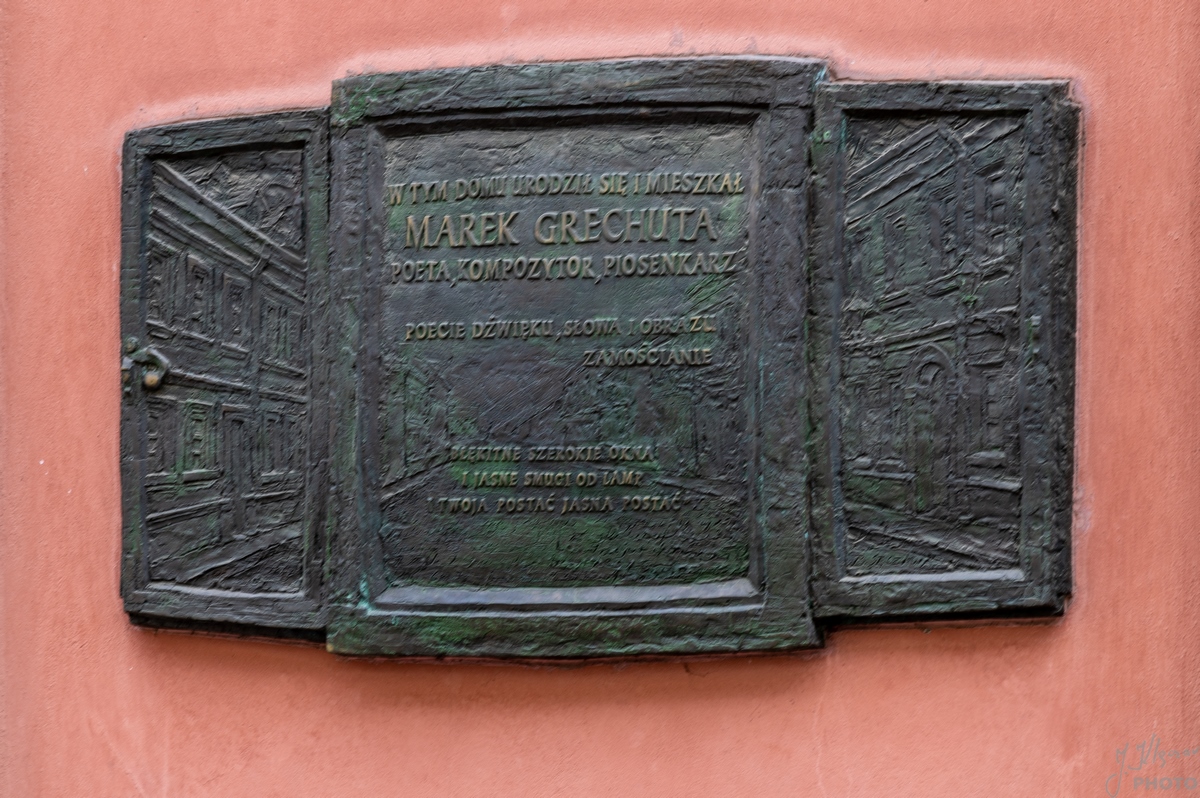 W TYM DOMU URODZIŁ SIĘ I MIESZKAŁ
MAREK GRECHUTA
POETA, KOMPOZYTOR, PIOSENKARZ
POECIE DŹWIĘKU, SŁOWA I OBRAZU
ZAMOŚCIANIE
BŁĘKITNE SZEROKIE OKNA
I JASNE SMUGI OD LAMP
I TWOJA POSTAĆ JASNA POSTAĆ
PHOTO